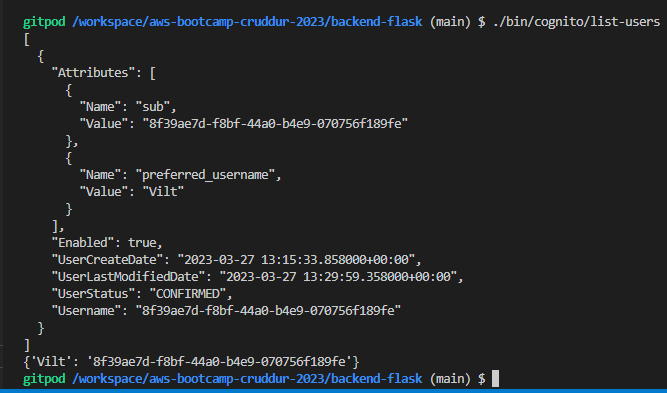 gitpod /workspace/aws-bootcamp-cruddur-2023/backend-flask (main) $ ./bin/cognito/list-users
[
  {
    "Attributes": [
      {
        "Name": "sub",
        "Value": "8f39ae7d-f8bf-44a0-b4e9-070756f189fe"
      },
      {
        "Name": "preferred_username",
        "Value": "Vilt"
      }
    ],
    "Enabled": true,
    "UserCreateDate": "2023-03-27 13:15:33.858000+00:00",
    "UserLastModifiedDate": "2023-03-27 13:29:59.358000+00:00",
    "UserStatus": "CONFIRMED",
    "Username": "8f39ae7d-f8bf-44a0-b4e9-070756f189fe"
  }
]
{'Vilt': '8f39ae7d-f8bf-44a0-b4e9-070756f189fe'}
gitpod /workspace/aws-bootcamp-cruddur-2023/backend-flask (main) $